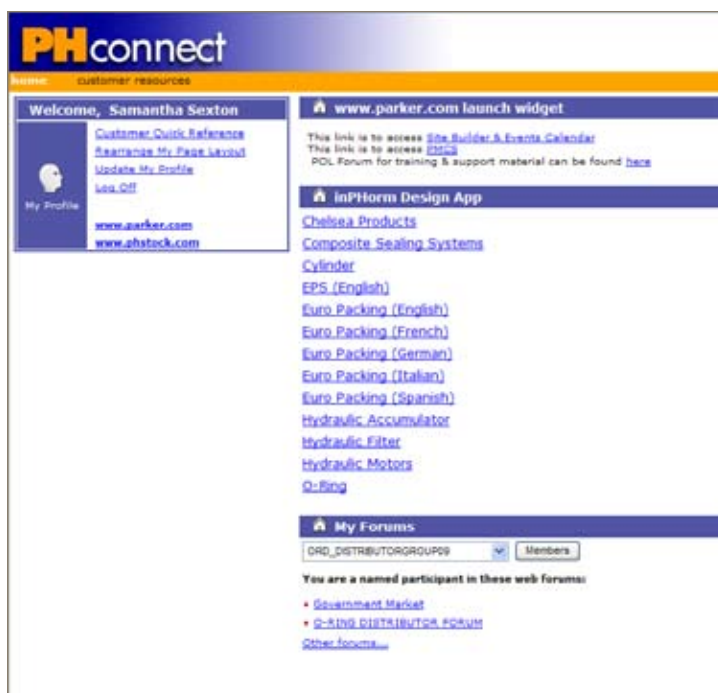 PHconnect
home customer resources
Welcome, Samantha Sexton
Customer Quick Reference
Rearrange My Page Layout
Update My Profile
Log Off
My Profile
www.parker.com
www.phstock.com
www.parker.com launch widget
This link is to access Site Builder & Events Calendar
This link is to access PMCS
POL Forum for training & support material can be found here
inPHorm Design App
Chelsea Products
Composite Sealing Systems
Cylinder
EPS (English)
Euro Packing (English)
Euro Packing (French)
Euro Packing (German)
Euro Packing (Italian)
Euro Packing (Spanish)
Hydraulic Accumulator
Hydraulic Filter
Hydraulic Motors
O-Ring
My Forums
ORD_DISTRIBUTORGROUP09 Members
You are a named participant in these web forums:
Government Market
O-RING DISTRIBUTOR FORUM
Other forums...